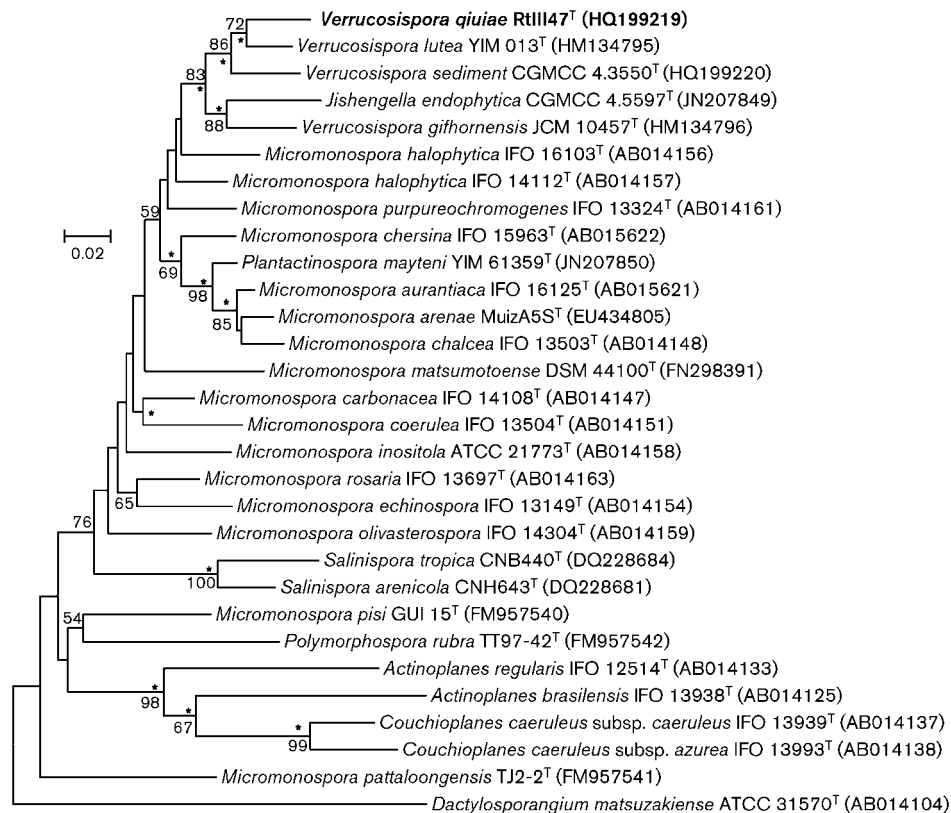 72 Verrucosispora qiuiae RtIII47ᵀ (HQ199219)
86 * Verrucosispora lutea YIM 013ᵀ (HM134795)
83 * Verrucosispora sediment CGMCC 4.3550ᵀ (HQ199220)
* * Jishengella endophytica CGMCC 4.5597ᵀ (JN207849)
88 Verrucosispora gifhornensis JCM 10457ᵀ (HM134796)
Micromonospora halophytica IFO 16103ᵀ (AB014156)
Micromonospora halophytica IFO 14112ᵀ (AB014157)
59 Micromonospora purpureochromogenes IFO 13324ᵀ (AB014161)
0.02 * Micromonospora chersina IFO 15963ᵀ (AB015622)
69 * Plantactinospora mayteni YIM 61359ᵀ (JN207850)
98 * Micromonospora aurantiaca IFO 16125ᵀ (AB015621)
85 Micromonospora arenae MuizA5Sᵀ (EU434805)
Micromonospora chalcea IFO 13503ᵀ (AB014148)
Micromonospora matsumotoense DSM 44100ᵀ (FN298391)
Micromonospora carbonacea IFO 14108ᵀ (AB014147)
* Micromonospora coerulea IFO 13504ᵀ (AB014151)
Micromonospora inositola ATCC 21773ᵀ (AB014158)
Micromonospora rosaria IFO 13697ᵀ (AB014163)
65 Micromonospora echinospora IFO 13149ᵀ (AB014154)
76 Micromonospora olivasterospora IFO 14304ᵀ (AB014159)
* Salinispora tropica CNB440ᵀ (DQ228684)
100 Salinispora arenicola CNH643ᵀ (DQ228681)
54 Micromonospora pisi GUI 15ᵀ (FM957540)
Polymorphospora rubra TT97-42ᵀ (FM957542)
* Actinoplanes regularis IFO 12514ᵀ (AB014133)
98 * Actinoplanes brasilensis IFO 13938ᵀ (AB014125)
67 * Couchioplanes caeruleus subsp. caeruleus IFO 13939ᵀ (AB014137)
99 Couchioplanes caeruleus subsp. azurea IFO 13993ᵀ (AB014138)
Micromonospora pattaloongensis TJ2-2ᵀ (FM957541)
Dactylosporangium matsuzakiense ATCC 31570ᵀ (AB014104)